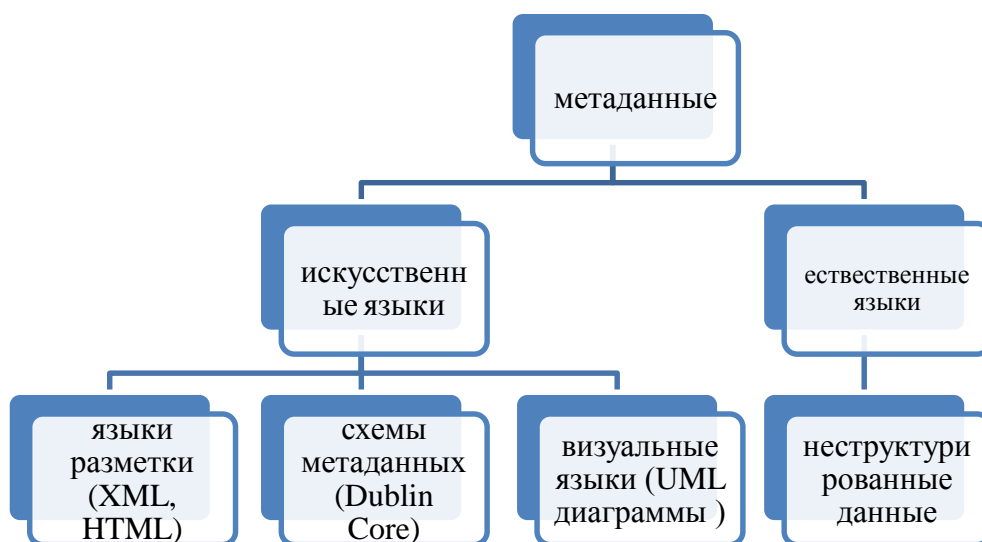 метаданные
искусственн
ые языки
ествественные
языки
языки
разметки
(XML,
HTML)
схемы
метаданных
(Dublin
Core)
визуальные
языки (UML
диаграммы )
неструктури
рованные
данные